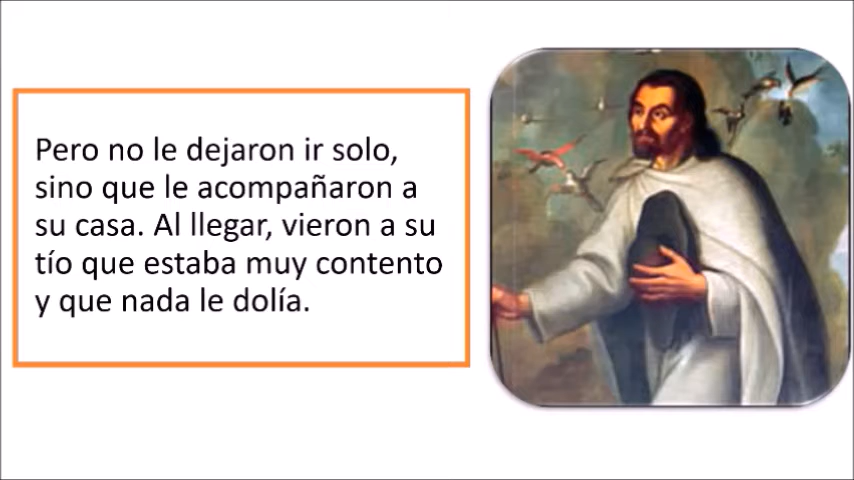 Pero no le dejaron ir solo,
sino que le acompañaron a
su casa. Al llegar, vieron a su
tío que estaba muy contento
y que nada le dolía.